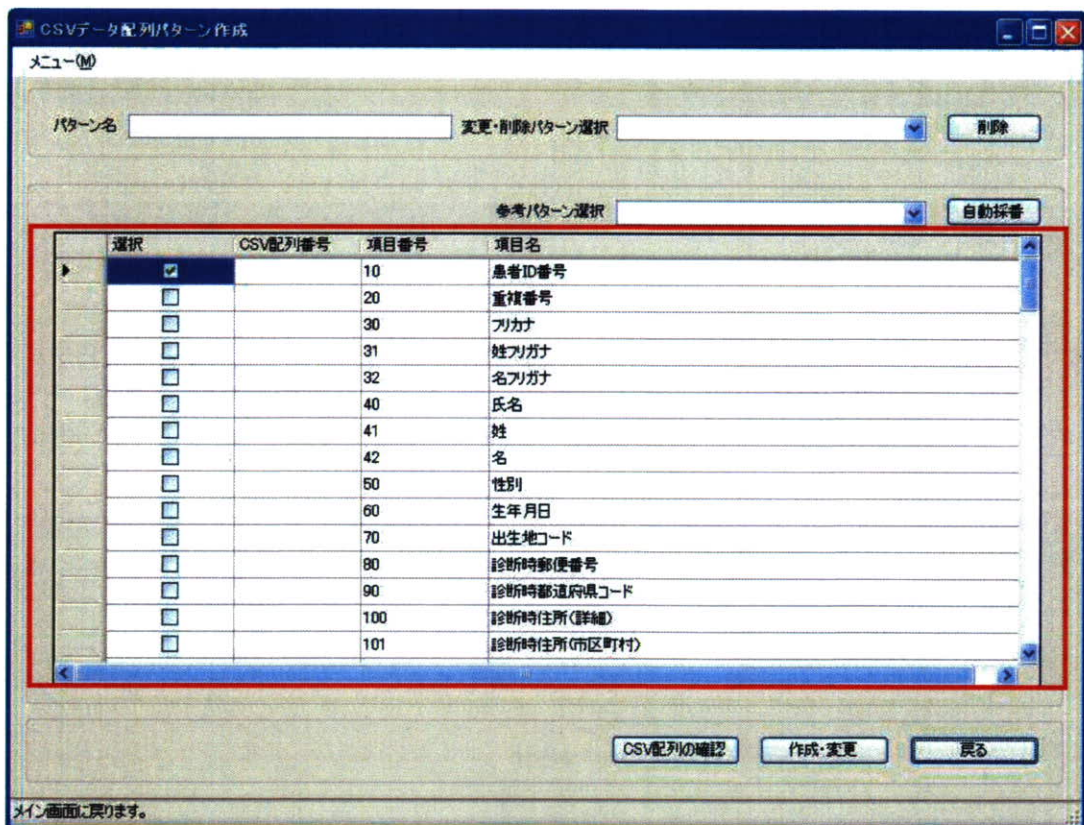 CSVデータ配列パターン作成
メニュー(M)
パターン名 変更・削除パターン選択 削除
参考パターン選択 自動採番
選択 CSV配列番号 項目番号 項目名
10 患者ID番号
20 重複番号
30 フリカナ
31 姓フリガナ
32 名フリガナ
40 氏名
41 姓
42 名
50 性別
60 生年月日
70 出生地コード
80 診断時郵便番号
90 診断時都道府県コード
100 診断時住所(詳細)
101 診断時住所(市区町村)
CSV配列の確認 作成・変更 戻る
メイン画面に戻ります。